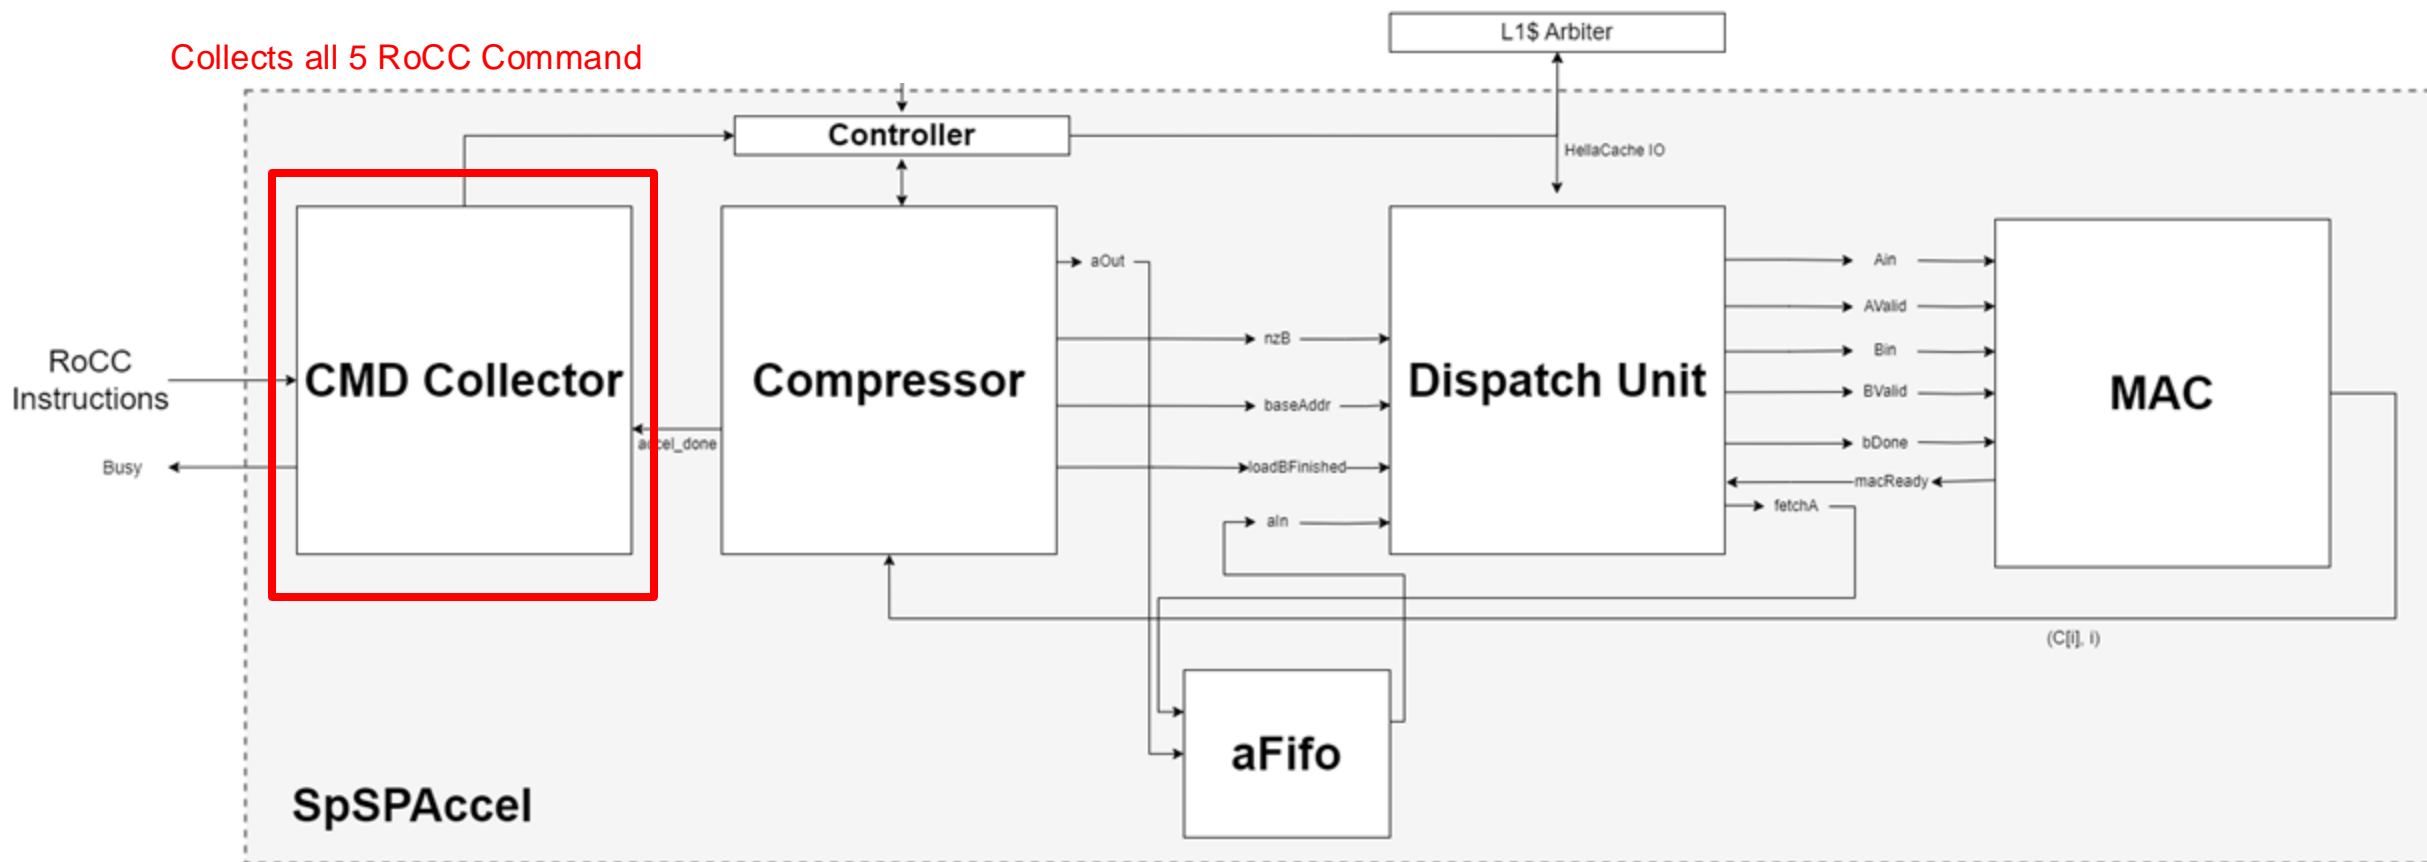 L1$ Arbiter
Collects all 5 RoCC Command
Controller
HellaCache IO
aOut
Ain
AValid
nzB
Bin
RoCC
Instructions
CMD Collector
Compressor
Dispatch Unit
MAC
BValid
baseAddr
accel_done
bDone
Busy
loadBFinished
macReady
fetchA
aIn
(C[i], i)
aFifo
SpSPAccel